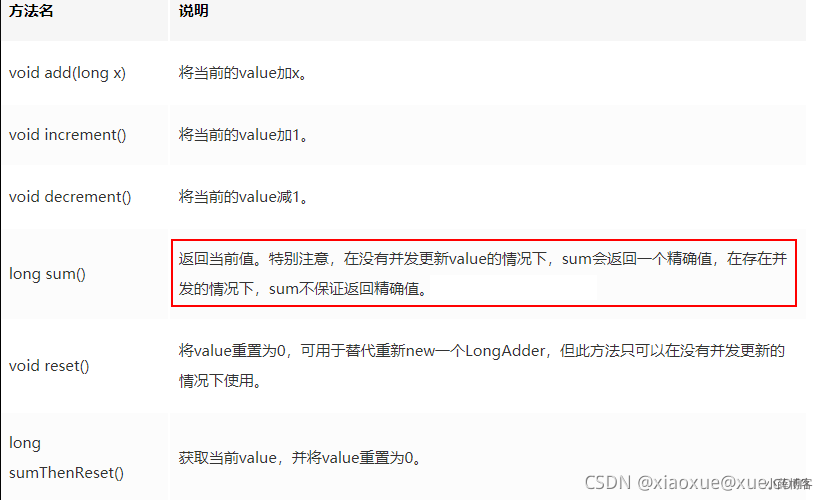 方法名 说明
void add(long x) 将当前的value加x。
void increment() 将当前的value加1。
void decrement() 将当前的value减1。
long sum()
返回当前值。特别注意，在没有并发更新value的情况下，sum会返回一个精确值，在存在并
发的情况下，sum不保证返回精确值。
void reset()
将value重置为0，可用于替代重新new一个LongAdder，但此方法只可以在没有并发更新的
情况下使用。
long
sumThenReset()
获取当前value，并将value重置为0。
CSDN @xiaoxue@xue
博客